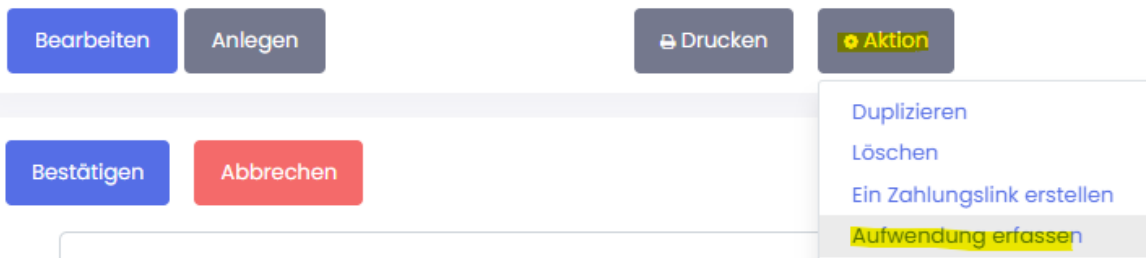 Bearbeiten Anlegen Drucken Aktion
Duplizieren
Löschen
Bestätigen Abbrechen
Ein Zahlungslink erstellen
Aufwendung erfassen